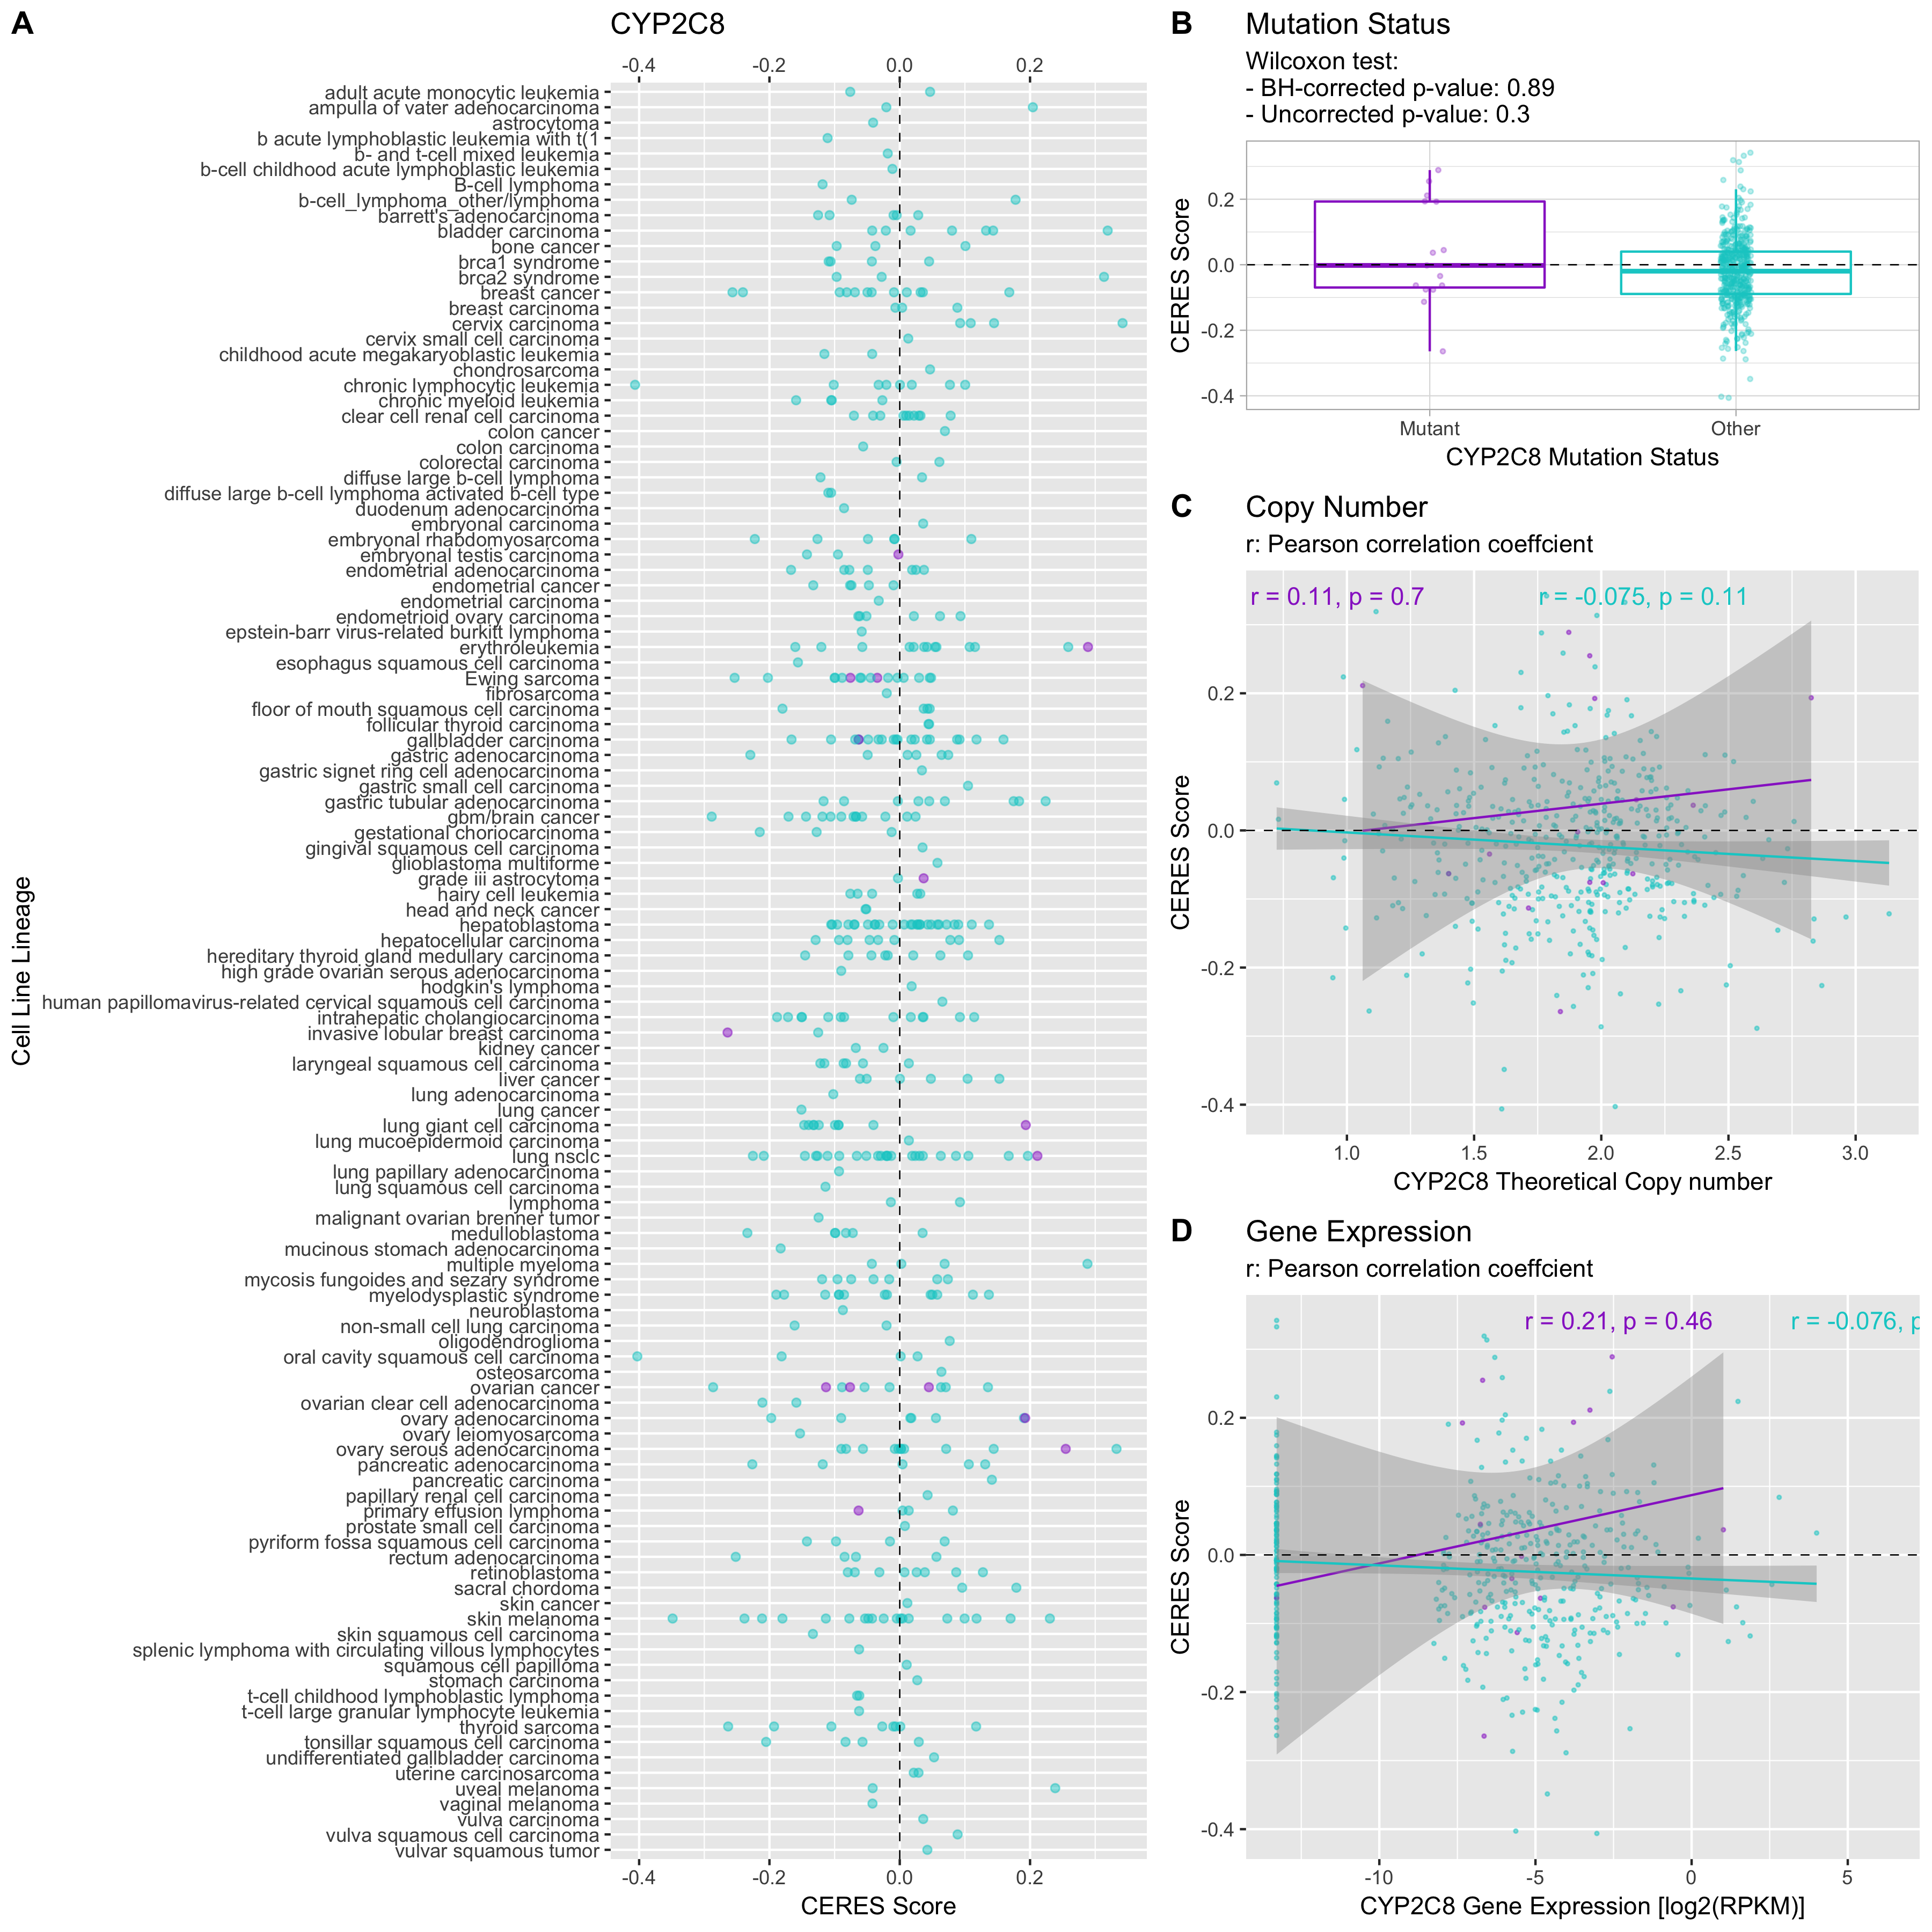 A
CYP2C8
-0.4 -0.2 0.0 0.2
adult acute monocytic leukemia
ampulla of vater adenocarcinoma
astrocytoma
b acute lymphoblastic leukemia with t(1
b- and t-cell mixed leukemia
b-cell childhood acute lymphoblastic leukemia
B-cell lymphoma
b-cell_lymphoma_other/lymphoma
barrett's adenocarcinoma
bladder carcinoma
bone cancer
brca1 syndrome
brca2 syndrome
breast cancer
breast carcinoma
cervix carcinoma
cervix small cell carcinoma
childhood acute megakaryoblastic leukemia
chondrosarcoma
chronic lymphocytic leukemia
chronic myeloid leukemia
clear cell renal cell carcinoma
colon cancer
colon carcinoma
colorectal carcinoma
diffuse large b-cell lymphoma
diffuse large b-cell lymphoma activated b-cell type
duodenum adenocarcinoma
embryonal carcinoma
embryonal rhabdomyosarcoma
embryonal testis carcinoma
endometrial adenocarcinoma
endometrial cancer
endometrial carcinoma
endometrioid ovary carcinoma
epstein-barr virus-related burkitt lymphoma
erythroleukemia
esophagus squamous cell carcinoma
Ewing sarcoma
fibrosarcoma
floor of mouth squamous cell carcinoma
follicular thyroid carcinoma
gallbladder carcinoma
gastric adenocarcinoma
gastric signet ring cell adenocarcinoma
gastric small cell carcinoma
gastric tubular adenocarcinoma
gbm/brain cancer
gestational choriocarcinoma
gingival squamous cell carcinoma
glioblastoma multiforme
grade iii astrocytoma
hairy cell leukemia
head and neck cancer
hepatoblastoma
hepatocellular carcinoma
hereditary thyroid gland medullary carcinoma
high grade ovarian serous adenocarcinoma
hodgkin's lymphoma
human papillomavirus-related cervical squamous cell carcinoma
intrahepatic cholangiocarcinoma
invasive lobular breast carcinoma
kidney cancer
laryngeal squamous cell carcinoma
liver cancer
lung adenocarcinoma
lung cancer
lung giant cell carcinoma
lung mucoepidermoid carcinoma
lung nsclc
lung papillary adenocarcinoma
lung squamous cell carcinoma
lymphoma
malignant ovarian brenner tumor
medulloblastoma
mucinous stomach adenocarcinoma
multiple myeloma
mycosis fungoides and sezary syndrome
myelodysplastic syndrome
neuroblastoma
non-small cell lung carcinoma
oligodendroglioma
oral cavity squamous cell carcinoma
osteosarcoma
ovarian cancer
ovarian clear cell adenocarcinoma
ovary adenocarcinoma
ovary leiomyosarcoma
ovary serous adenocarcinoma
pancreatic adenocarcinoma
pancreatic carcinoma
papillary renal cell carcinoma
primary effusion lymphoma
prostate small cell carcinoma
pyriform fossa squamous cell carcinoma
rectum adenocarcinoma
retinoblastoma
sacral chordoma
skin cancer
skin melanoma
skin squamous cell carcinoma
splenic lymphoma with circulating villous lymphocytes
squamous cell papilloma
stomach carcinoma
t-cell childhood lymphoblastic lymphoma
t-cell large granular lymphocyte leukemia
thyroid sarcoma
tonsillar squamous cell carcinoma
undifferentiated gallbladder carcinoma
uterine carcinosarcoma
uveal melanoma
vaginal melanoma
vulva carcinoma
vulva squamous cell carcinoma
vulvar squamous tumor
-0.4 -0.2 0.0 0.2
CERES Score
Cell Line Lineage
B
Mutation Status
Wilcoxon test:
- BH-corrected p-value: 0.89
- Uncorrected p-value: 0.3
0.2
0.0
-0.2
-0.4
CERES Score
Mutant Other
CYP2C8 Mutation Status
C
Copy Number
r: Pearson correlation coeffcient
r = 0.11, p = 0.7
r = -0.075, p = 0.11
0.2
0.0
-0.2
-0.4
CERES Score
1.0 1.5 2.0 2.5 3.0
CYP2C8 Theoretical Copy number
D
Gene Expression
r: Pearson correlation coeffcient
r = 0.21, p = 0.46
r = -0.076, p
0.2
0.0
-0.2
-0.4
CERES Score
-10 -5 0 5
CYP2C8 Gene Expression [log2(RPKM)]